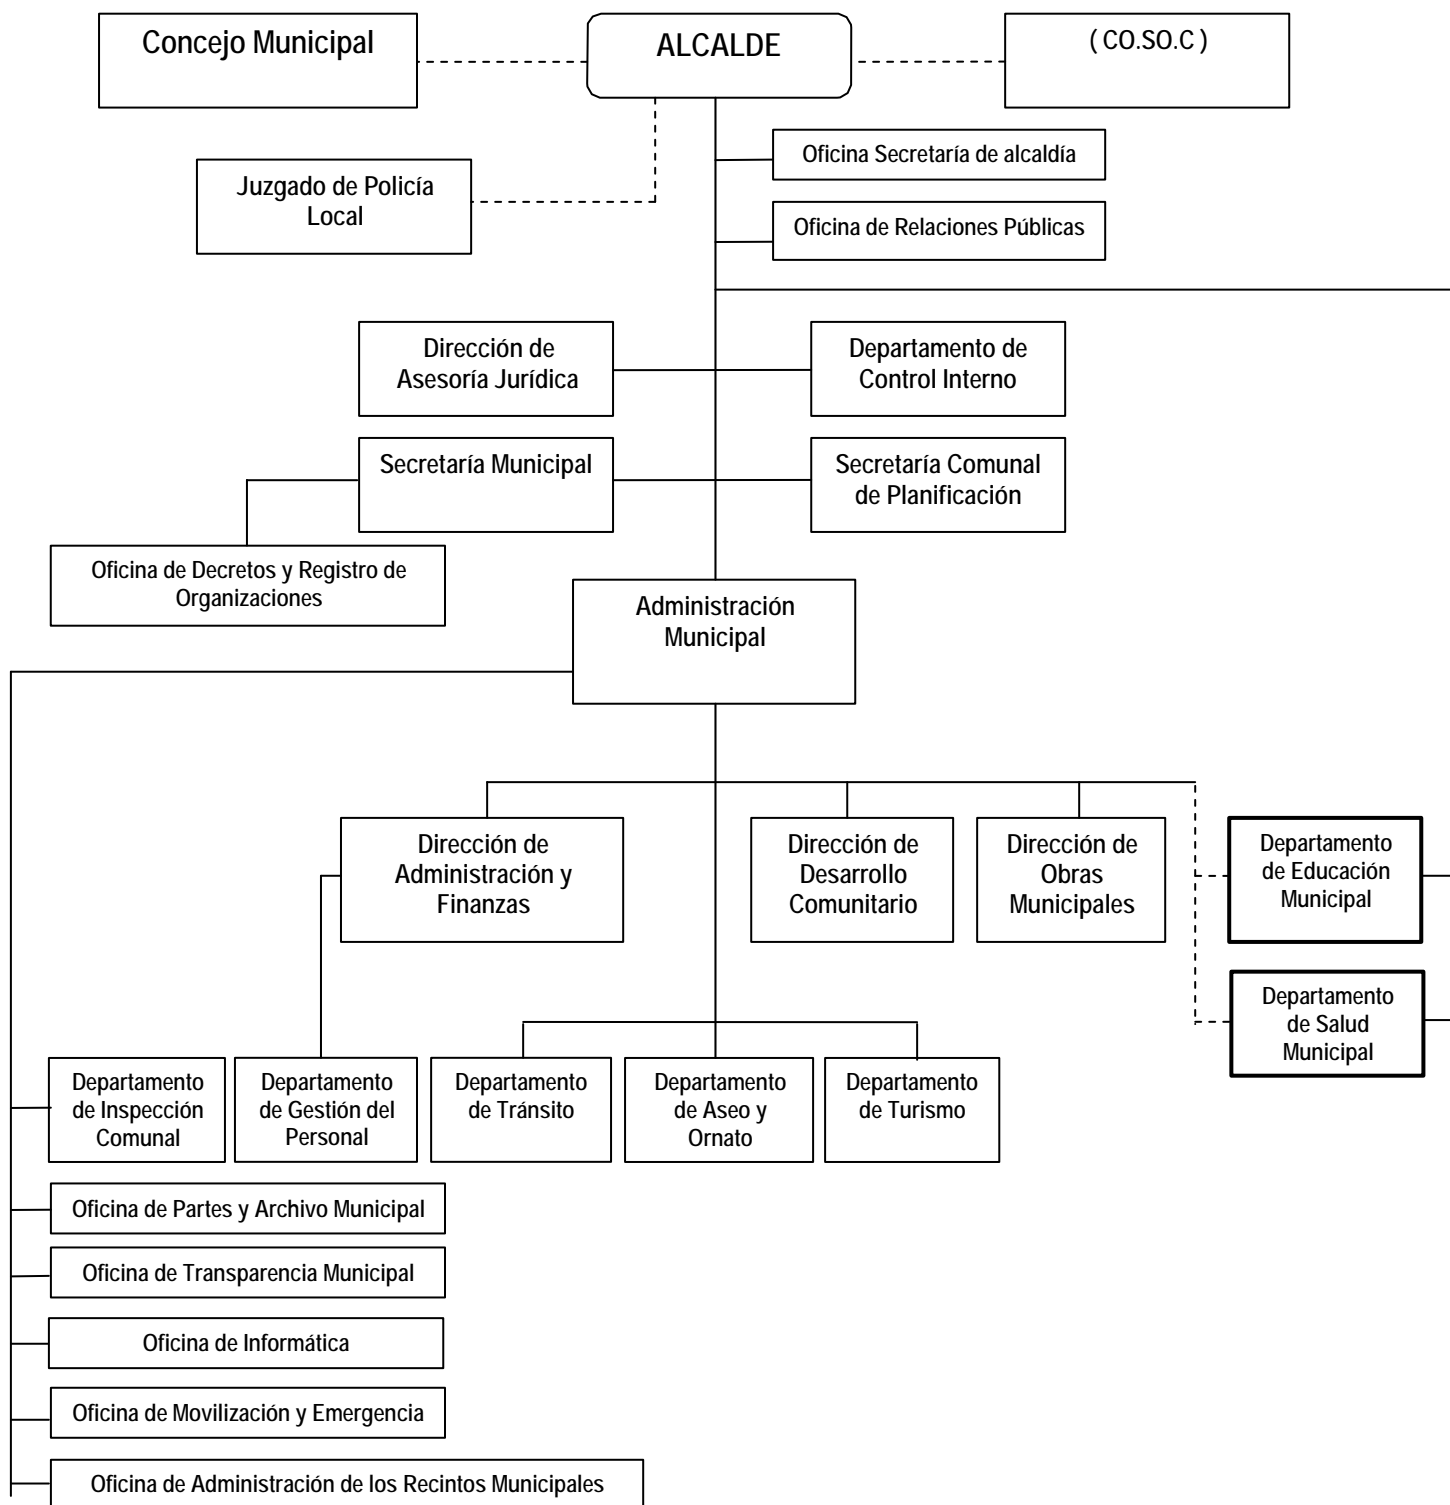 Concejo Municipal
ALCALDE
( CO.SO.C )
Oficina Secretaría de alcaldía
Juzgado de Policía
Local
Oficina de Relaciones Públicas
Dirección de
Asesoría Jurídica
Departamento de
Control Interno
Secretaría Municipal
Secretaría Comunal
de Planificación
Oficina de Decretos y Registro de
Organizaciones
Administración
Municipal
Dirección de
Administración y
Finanzas
Dirección de
Desarrollo
Comunitario
Dirección de
Obras
Municipales
Departamento
de Educación
Municipal
Departamento
de Salud
Municipal
Departamento
de Inspección
Comunal
Departamento
de Gestión del
Personal
Departamento
de Tránsito
Departamento
de Aseo y
Ornato
Departamento
de Turismo
Oficina de Partes y Archivo Municipal
Oficina de Transparencia Municipal
Oficina de Informática
Oficina de Movilización y Emergencia
Oficina de Administración de los Recintos Municipales